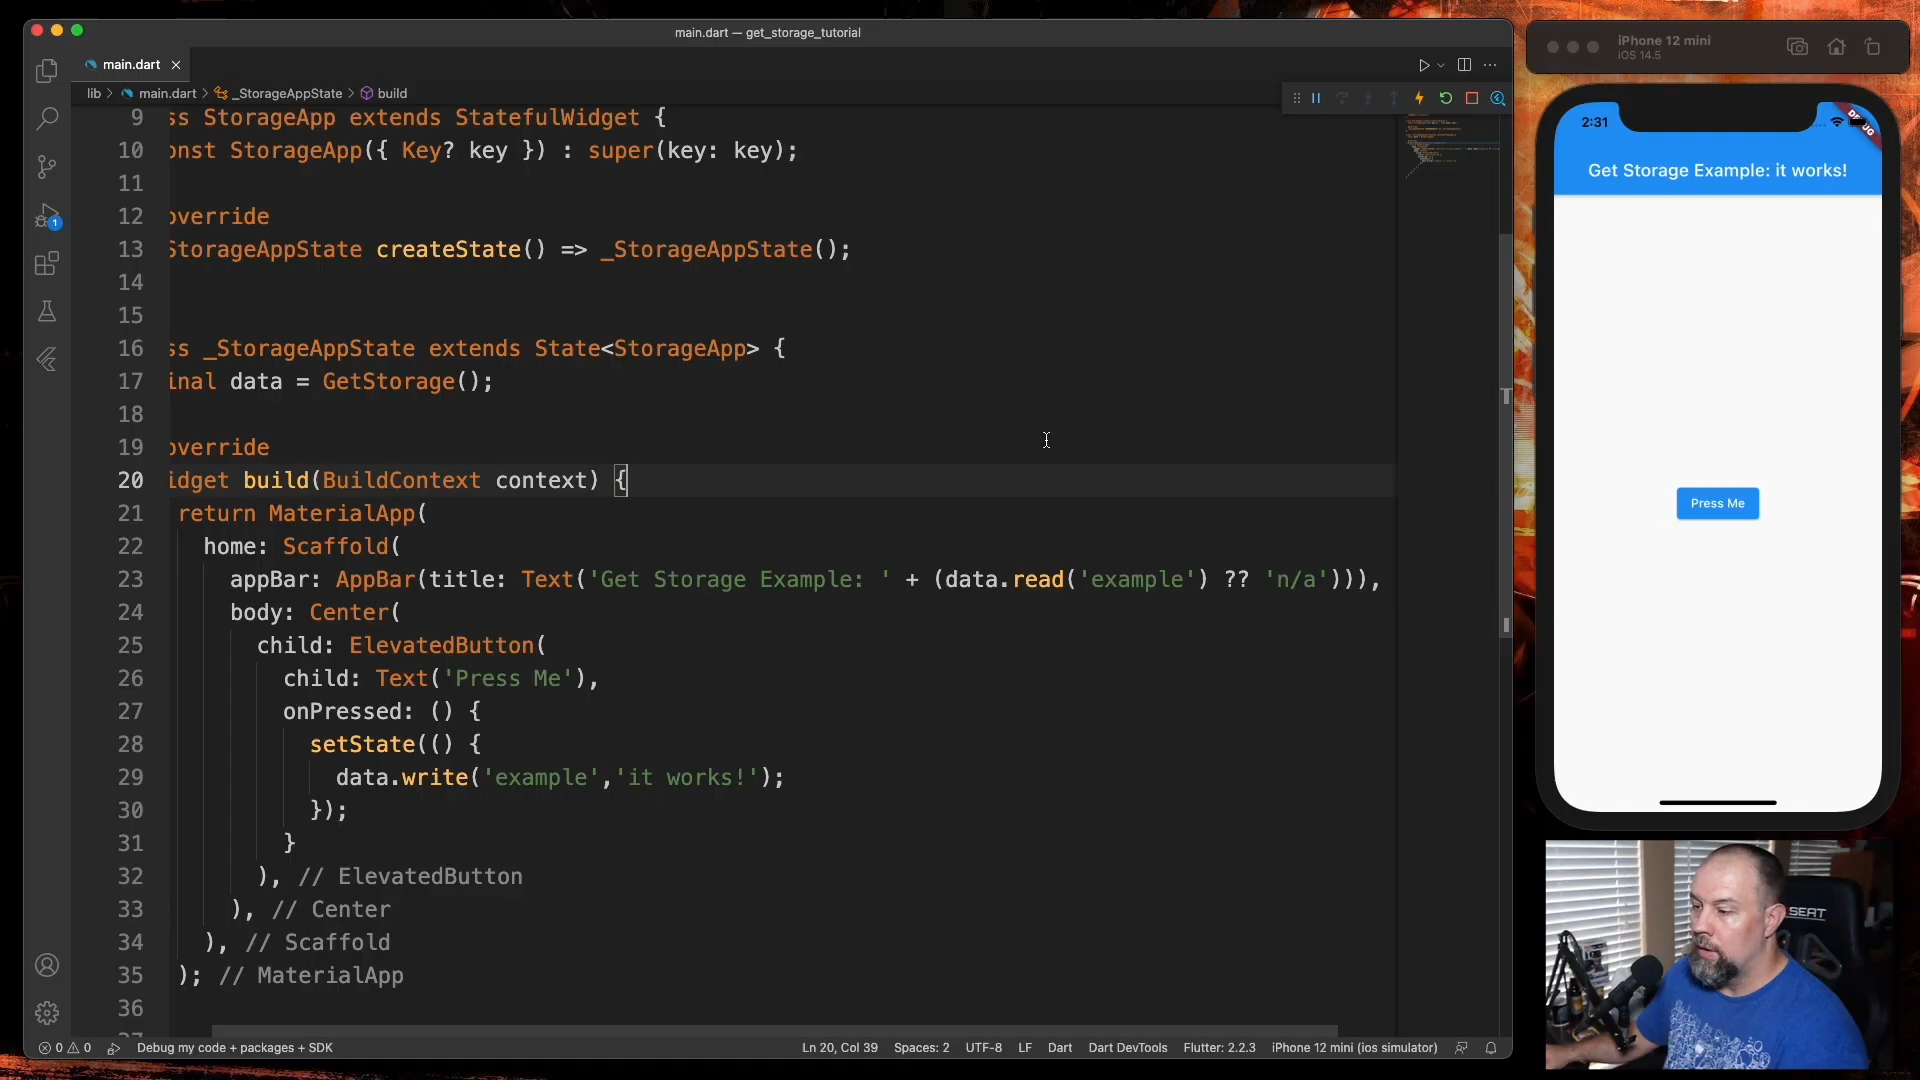 main.dart — get_storage_tutorial
main.dart
lib > main.dart > _StorageAppState > build
9 ss StorageApp extends StatefulWidget {
10 onst StorageApp({ Key? key }) : super(key: key);
11
12 override
13 StorageAppState createState() => _StorageAppState();
14
15
16 ss _StorageAppState extends State<StorageApp> {
17 inal data = GetStorage();
18
19 override
20 idget build(BuildContext context) {
21 return MaterialApp(
22 home: Scaffold(
23 appBar: AppBar(title: Text('Get Storage Example: ' + (data.read('example') ?? 'n/a'))),
24 body: Center(
25 child: ElevatedButton(
26 child: Text('Press Me'),
27 onPressed: () {
28 setState(() {
29 data.write('example','it works!');
30 });
31 }
32 ), // ElevatedButton
33 ), // Center
34 ), // Scaffold
35 ); // MaterialApp
36
1
0 0 Debug my code + packages + SDK
Ln 20, Col 39 Spaces: 2 UTF-8 LF Dart Dart DevTools Flutter: 2.2.3 iPhone 12 mini (ios simulator)
iPhone 12 mini
iOS 14.5
2:31
Get Storage Example: it works!
Press Me
SEAT